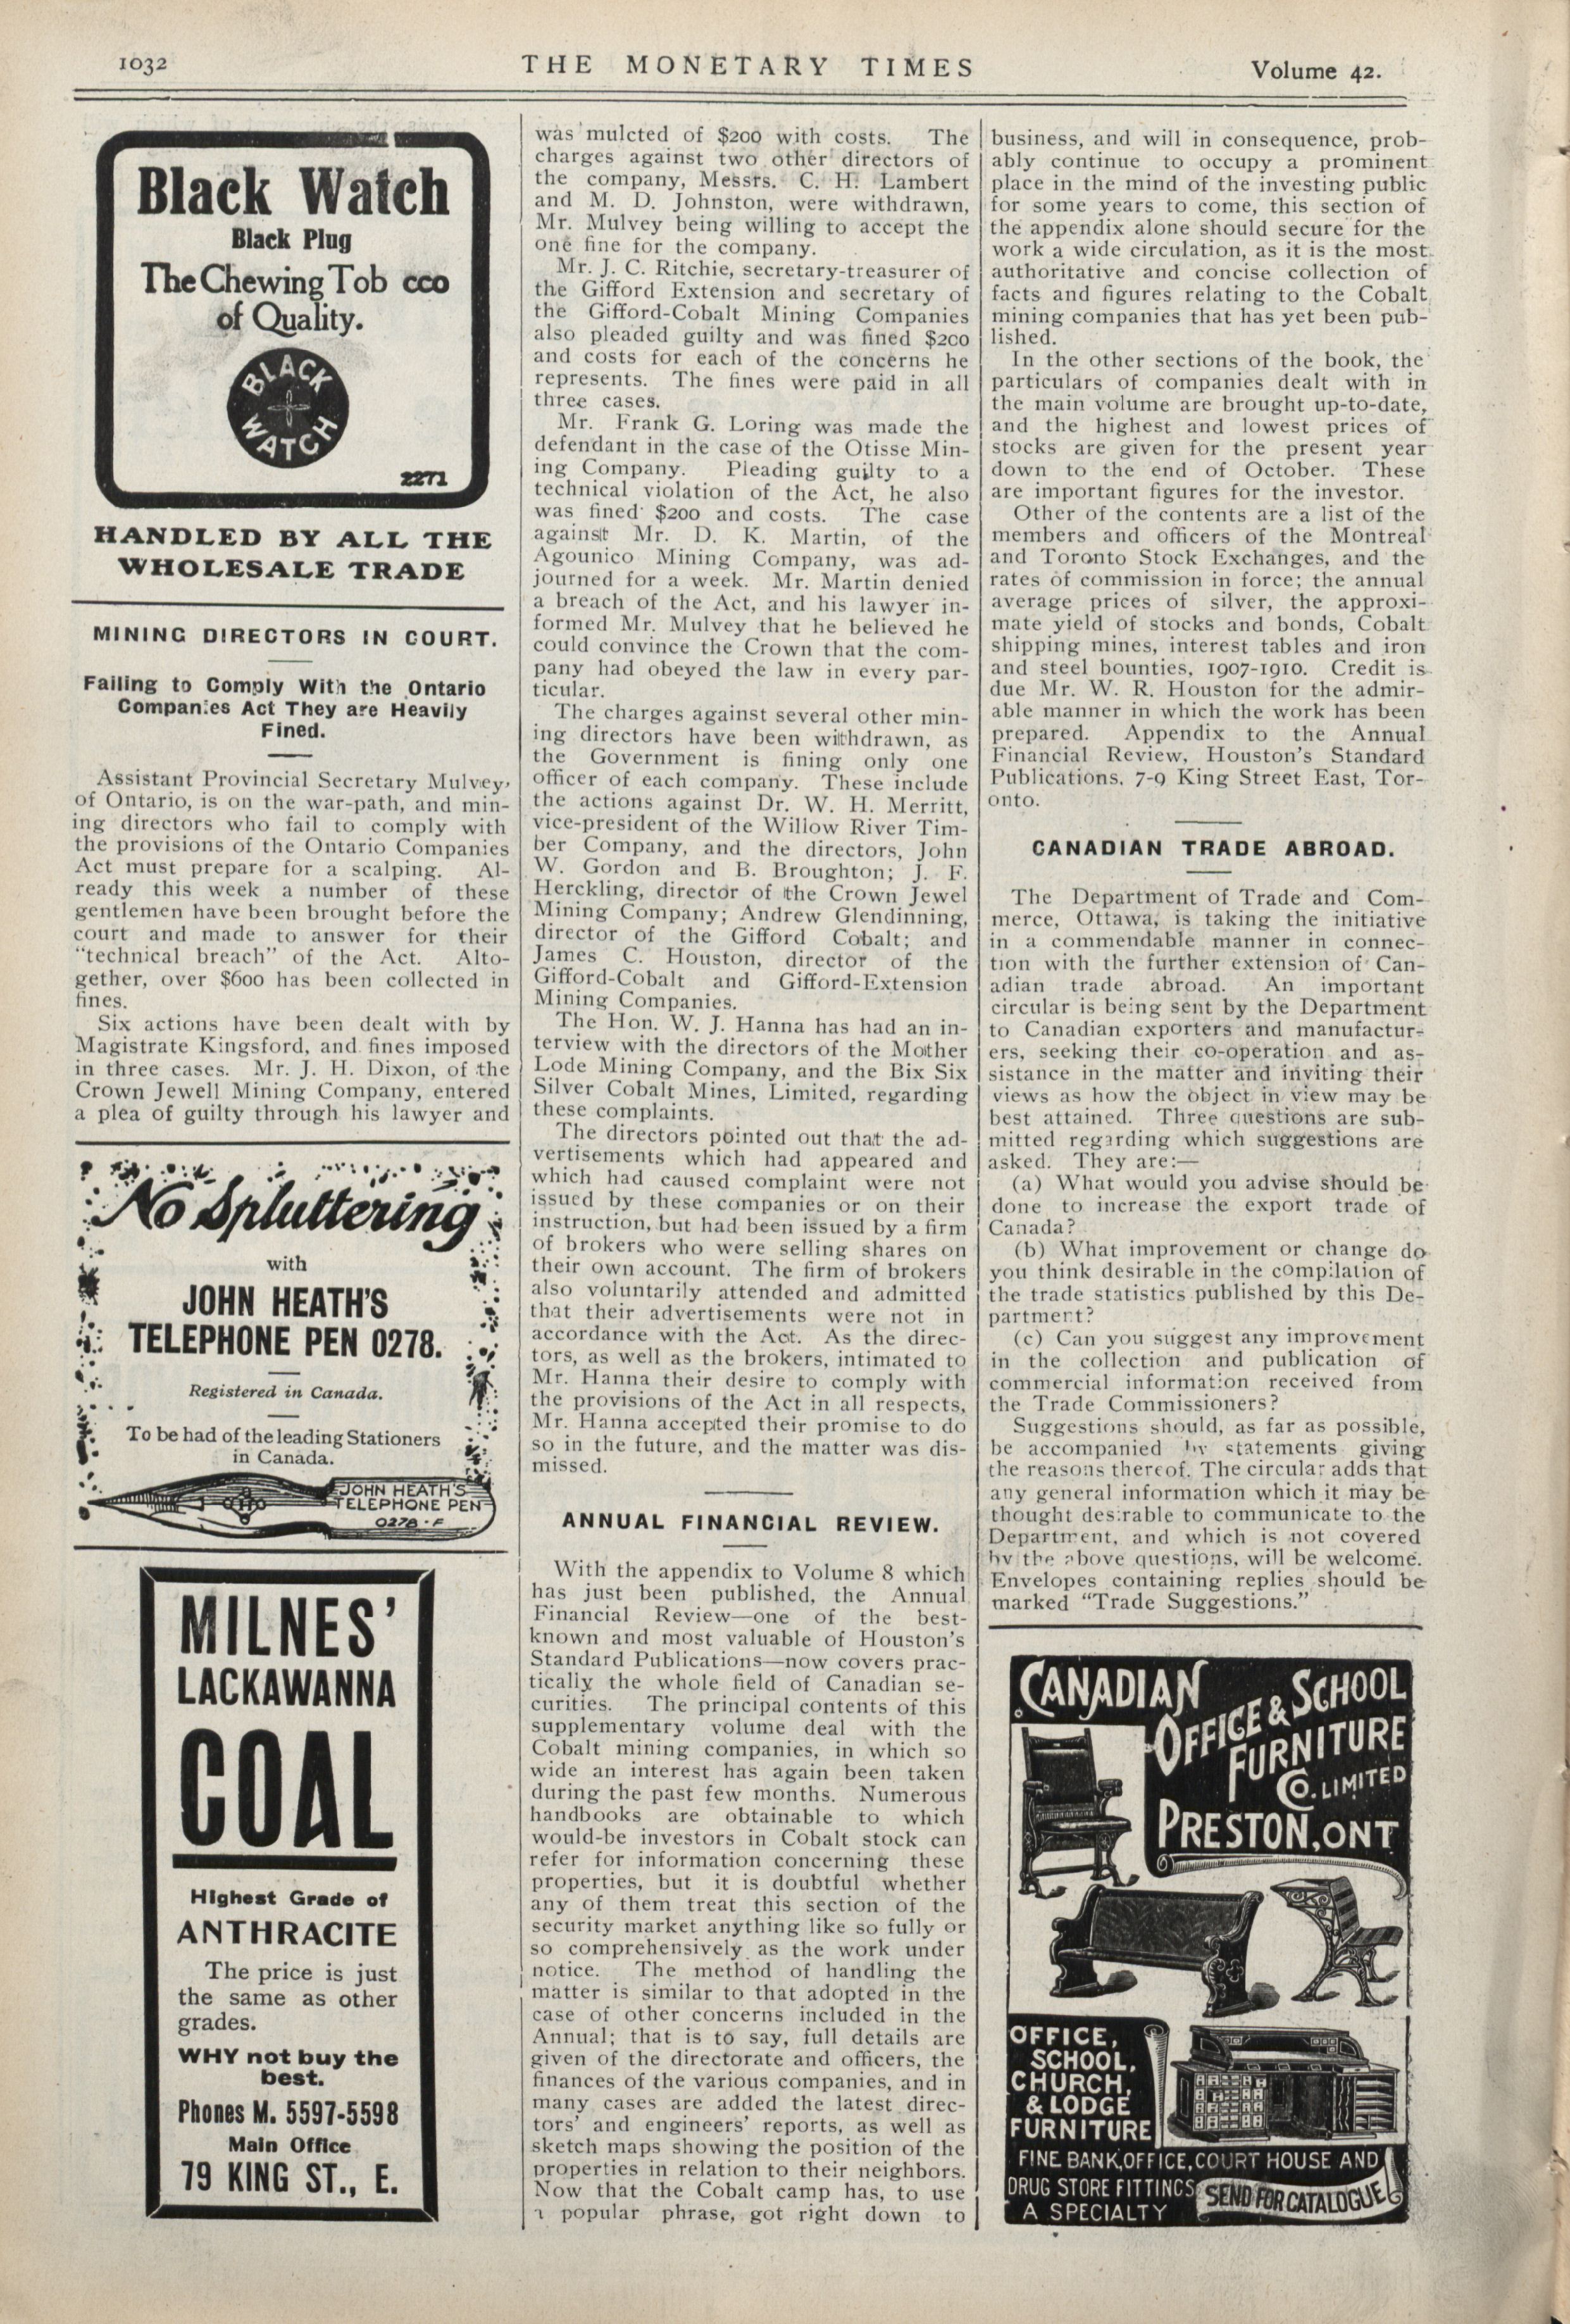 1032
THE MONETARY TIMES
Volume 42.
Black Watch
Black Plug
The Chewing Tob cco
of Quality.
BLACK
WATCH
2271
HANDLED BY ALL THE
WHOLESALE TRADE
MINING DIRECTORS IN COURT.
Failing to Comply With the Ontario
Companies Act They are Heavily
Fined.
Assistant Provincial Secretary Mulvey,
of Ontario, is on the war-path, and min-
ing directors who fail to comply with
the provisions of the Ontario Companies
Act must prepare for a scalping. Al-
ready this week a number of these
gentlemen have been brought before the
court and made to answer for their
“technical breach” of the Act. Alto-
gether, over $600 has been collected in
fines.
Six actions have been dealt with by
Magistrate Kingsford, and fines imposed
in three cases. Mr. J. H. Dixon, of the
Crown Jewell Mining Company, entered
a plea of guilty through his lawyer and
No Spluttering
with
JOHN HEATH'S
TELEPHONE PEN 0278.
Registered in Canada.
To be had of the leading Stationers
in Canada.
JOHN HEATH'S
TELEPHONE PEN
0278 · F
MILNES'
LACKAWANNA
COAL
Highest Grade of
ANTHRACITE
The price is just
the same as other
grades.
WHY not buy the
best.
Phones M. 5597-5598
Main Office
79 KING ST., E.
was mulcted of $200 with costs. The
charges against two other directors of
the company, Messrs. C. H. Lambert
and M. D. Johnston, were withdrawn,
Mr. Mulvey being willing to accept the
one fine for the company.
Mr. J. C. Ritchie, secretary-treasurer of
the Gifford Extension and secretary of
the Gifford-Cobalt Mining Companies
also pleaded guilty and was fined $200
and costs for each of the concerns he
represents. The fines were paid in all
three cases.
Mr. Frank G. Loring was made the
defendant in the case of the Otisse Min-
ing Company. Pleading guilty to a
technical violation of the Act, he also
was fined $200 and costs. The case
against Mr. D. K. Martin, of the
Agounico Mining Company, was ad-
journed for a week. Mr. Martin denied
a breach of the Act, and his lawyer in-
formed Mr. Mulvey that he believed he
could convince the Crown that the com-
pany had obeyed the law in every par-
ticular.
The charges against several other min-
ing directors have been withdrawn, as
the Government is fining only one
officer of each company. These include
the actions against Dr. W. H. Merritt,
vice-president of the Willow River Tim-
ber Company, and the directors, John
W. Gordon and B. Broughton; J. F.
Herckling, director of the Crown Jewel
Mining Company; Andrew Glendinning,
director of the Gifford Cobalt; and
James C. Houston, director of the
Gifford-Cobalt and Gifford-Extension
Mining Companies.
The Hon. W. J. Hanna has had an in-
terview with the directors of the Mother
Lode Mining Company, and the Bix Six
Silver Cobalt Mines, Limited, regarding
these complaints.
The directors pointed out that the ad-
vertisements which had appeared and
which had caused complaint were not
issued by these companies or on their
instruction, but had been issued by a firm
of brokers who were selling shares on
their own account. The firm of brokers
also voluntarily attended and admitted
that their advertisements were not in
accordance with the Act. As the direc-
tors, as well as the brokers, intimated to
Mr. Hanna their desire to comply with
the provisions of the Act in all respects,
Mr. Hanna accepted their promise to do
so in the future, and the matter was dis-
missed.
ANNUAL FINANCIAL REVIEW.
With the appendix to Volume 8 which
has just been published, the Annual
Financial Review—one of the best-
known and most valuable of Houston's
Standard Publications—now covers prac-
tically the whole field of Canadian se-
curities. The principal contents of this
supplementary volume deal with the
Cobalt mining companies, in which so
wide an interest has again been taken
during the past few months. Numerous
handbooks are obtainable to which
would-be investors in Cobalt stock can
refer for information concerning these
properties, but it is doubtful whether
any of them treat this section of the
security market anything like so fully or
so comprehensively as the work under
notice. The method of handling the
matter is similar to that adopted in the
case of other concerns included in the
Annual; that is to say, full details are
given of the directorate and officers, the
finances of the various companies, and in
many cases are added the latest direc-
tors' and engineers' reports, as well as
sketch maps showing the position of the
properties in relation to their neighbors.
Now that the Cobalt camp has, to use
a popular phrase, got right down to
business, and will in consequence, prob-
ably continue to occupy a prominent
place in the mind of the investing public
for some years to come, this section of
the appendix alone should secure for the
work a wide circulation, as it is the most
authoritative and concise collection of
facts and figures relating to the Cobalt
mining companies that has yet been pub-
lished.
In the other sections of the book, the
particulars of companies dealt with in
the main volume are brought up-to-date,
and the highest and lowest prices of
stocks are given for the present year
down to the end of October. These
are important figures for the investor.
Other of the contents are a list of the
members and officers of the Montreal
and Toronto Stock Exchanges, and the
rates of commission in force; the annual
average prices of silver, the approxi-
mate yield of stocks and bonds, Cobalt
shipping mines, interest tables and iron
and steel bounties, 1907-1910. Credit is
due Mr. W. R. Houston for the admir-
able manner in which the work has been
prepared. Appendix to the Annual
Financial Review, Houston's Standard
Publications, 7-9 King Street East, Tor-
onto.
CANADIAN TRADE ABROAD.
The Department of Trade and Com-
merce, Ottawa, is taking the initiative
in a commendable manner in connec-
tion with the further extension of Can-
adian trade abroad. An important
circular is being sent by the Department
to Canadian exporters and manufactur-
ers, seeking their co-operation and as-
sistance in the matter and inviting their
views as how the object in view may be
best attained. Three questions are sub-
mitted regarding which suggestions are
asked. They are:—
(a) What would you advise should be
done to increase the export trade of
Canada?
(b) What improvement or change do
you think desirable in the compilation of
the trade statistics published by this De-
partment?
(c) Can you suggest any improvement
in the collection and publication of
commercial information received from
the Trade Commissioners?
Suggestions should, as far as possible,
be accompanied by statements giving
the reasons thereof. The circular adds that
any general information which it may be
thought desirable to communicate to the
Department, and which is not covered
by the above questions, will be welcome.
Envelopes containing replies should be
marked “Trade Suggestions.”
CANADIAN
OFFICE & SCHOOL
FURNITURE
CO. LIMITED
PRESTON, ONT
OFFICE,
SCHOOL,
CHURCH,
& LODGE
FURNITURE
FINE BANK, OFFICE, COURT HOUSE AND
DRUG STORE FITTINGS
A SPECIALTY
SEND FOR CATALOGUE